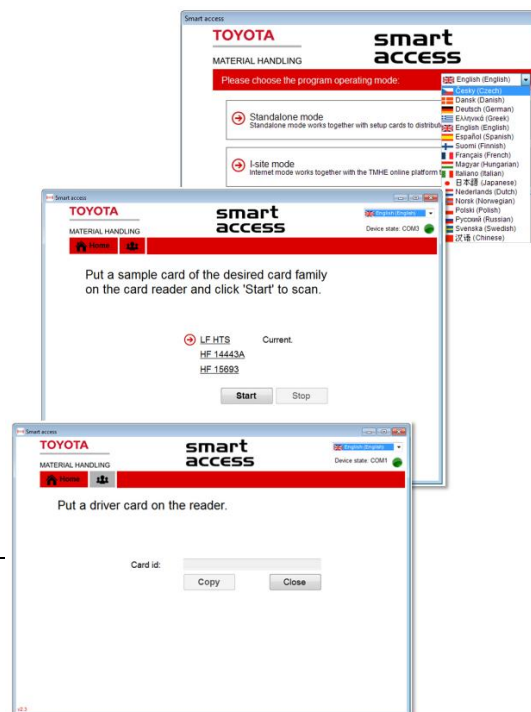 Smart access
TOYOTA
MATERIAL HANDLING
smart
access
Please choose the program operating mode:
English (English)
Česky (Czech)
Dansk (Danish)
Deutsch (German)
Ελληνικά (Greek)
English (English)
Español (Spanish)
Suomi (Finnish)
Français (French)
Magyar (Hungarian)
Italiano (Italian)
日本語 (Japanese)
Nederlands (Dutch)
Norsk (Norwegian)
Polski (Polish)
Русский (Russian)
Svenska (Swedish)
汉语 (Chinese)
Standalone mode
Standalone mode works together with setup cards to distribut
I-site mode
Internet mode works together with the TMHE online platform t
Smart access
TOYOTA
MATERIAL HANDLING
smart
access
English (English)
Device state: COM3
Home
Put a sample card of the desired card family
on the card reader and click 'Start' to scan.
LF HTS Current.
HF 14443A
HF 15693
Start Stop
Smart access
TOYOTA
MATERIAL HANDLING
smart
access
English (English)
Device state: COM1
Home
Put a driver card on the reader.
Card id:
Copy Close
v2.3